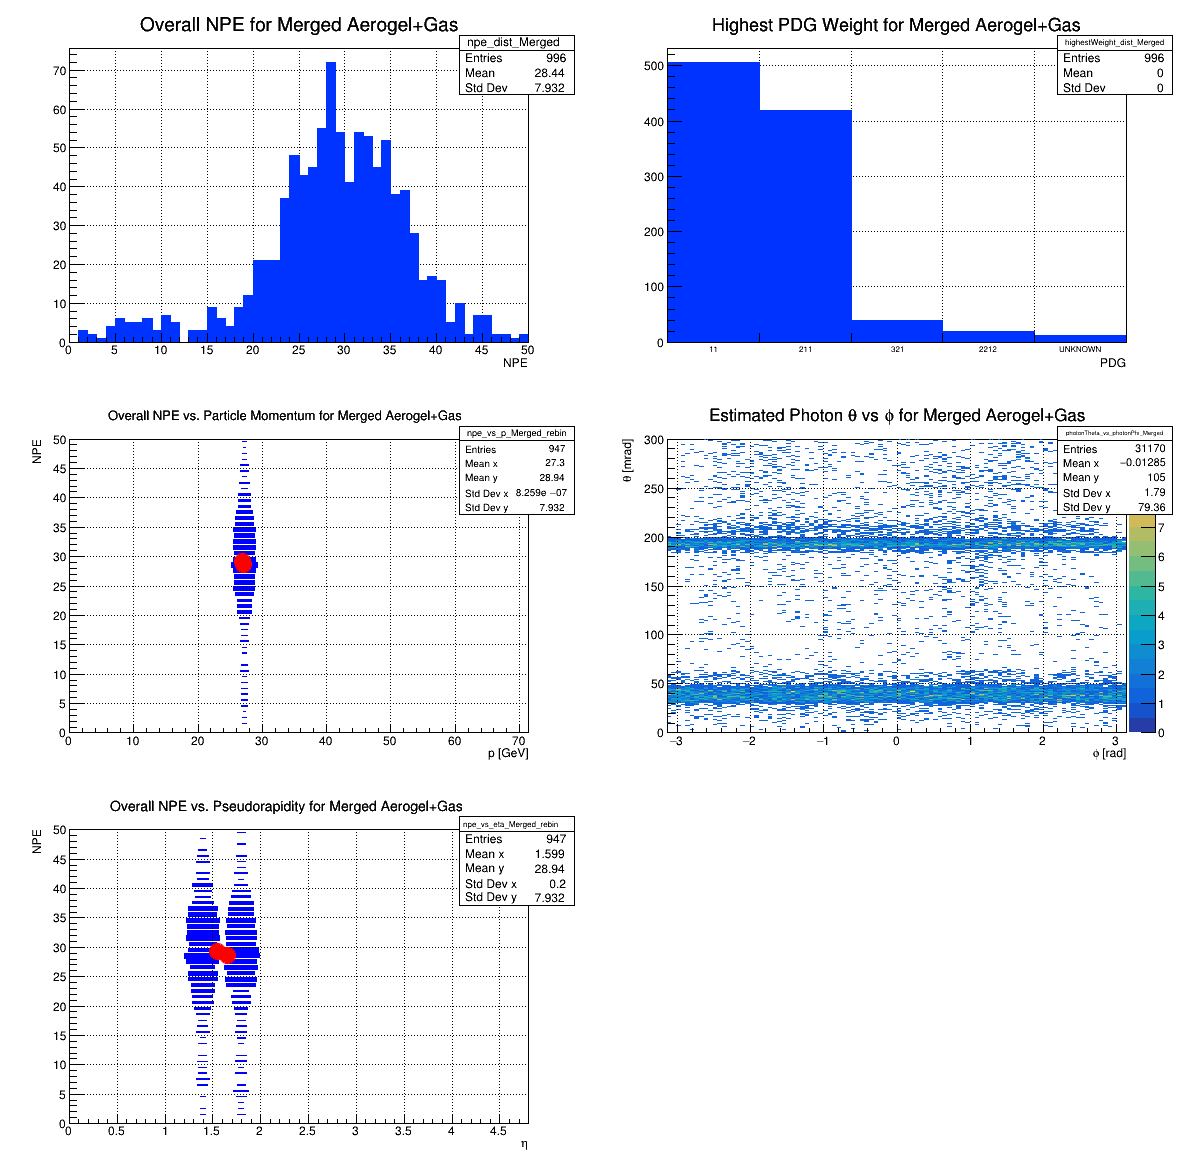 Overall NPE for Merged Aerogel+Gas
npe_dist_Merged
Entries 996
Mean 28.44
Std Dev 7.932
70
60
50
40
30
20
10
0
0 5 10 15 20 25 30 35 40 45 50
NPE
Highest PDG Weight for Merged Aerogel+Gas
highestWeight_dist_Merged
Entries 996
Mean 0
Std Dev 0
500
400
300
200
100
0
11 211 321 2212 UNKNOWN
PDG
Overall NPE vs. Particle Momentum for Merged Aerogel+Gas
npe_vs_p_Merged_rebin
Entries 947
Mean x 27.3
Mean y 28.94
Std Dev x 8.259e −07
Std Dev y 7.932
NPE
50
45
40
35
30
25
20
15
10
5
0
0 10 20 30 40 50 60 70
p [GeV]
Estimated Photon θ vs ϕ for Merged Aerogel+Gas
photonTheta_vs_photonPhi_Merged
Entries 31170
Mean x −0.01285
Mean y 105
Std Dev x 1.79
Std Dev y 79.36
θ [mrad]
300
250
200
150
100
50
0
−3 −2 −1 0 1 2 3
ϕ [rad]
7
6
5
4
3
2
1
0
Overall NPE vs. Pseudorapidity for Merged Aerogel+Gas
npe_vs_eta_Merged_rebin
Entries 947
Mean x 1.599
Mean y 28.94
Std Dev x 0.2
Std Dev y 7.932
NPE
50
45
40
35
30
25
20
15
10
5
0
0 0.5 1 1.5 2 2.5 3 3.5 4 4.5
η